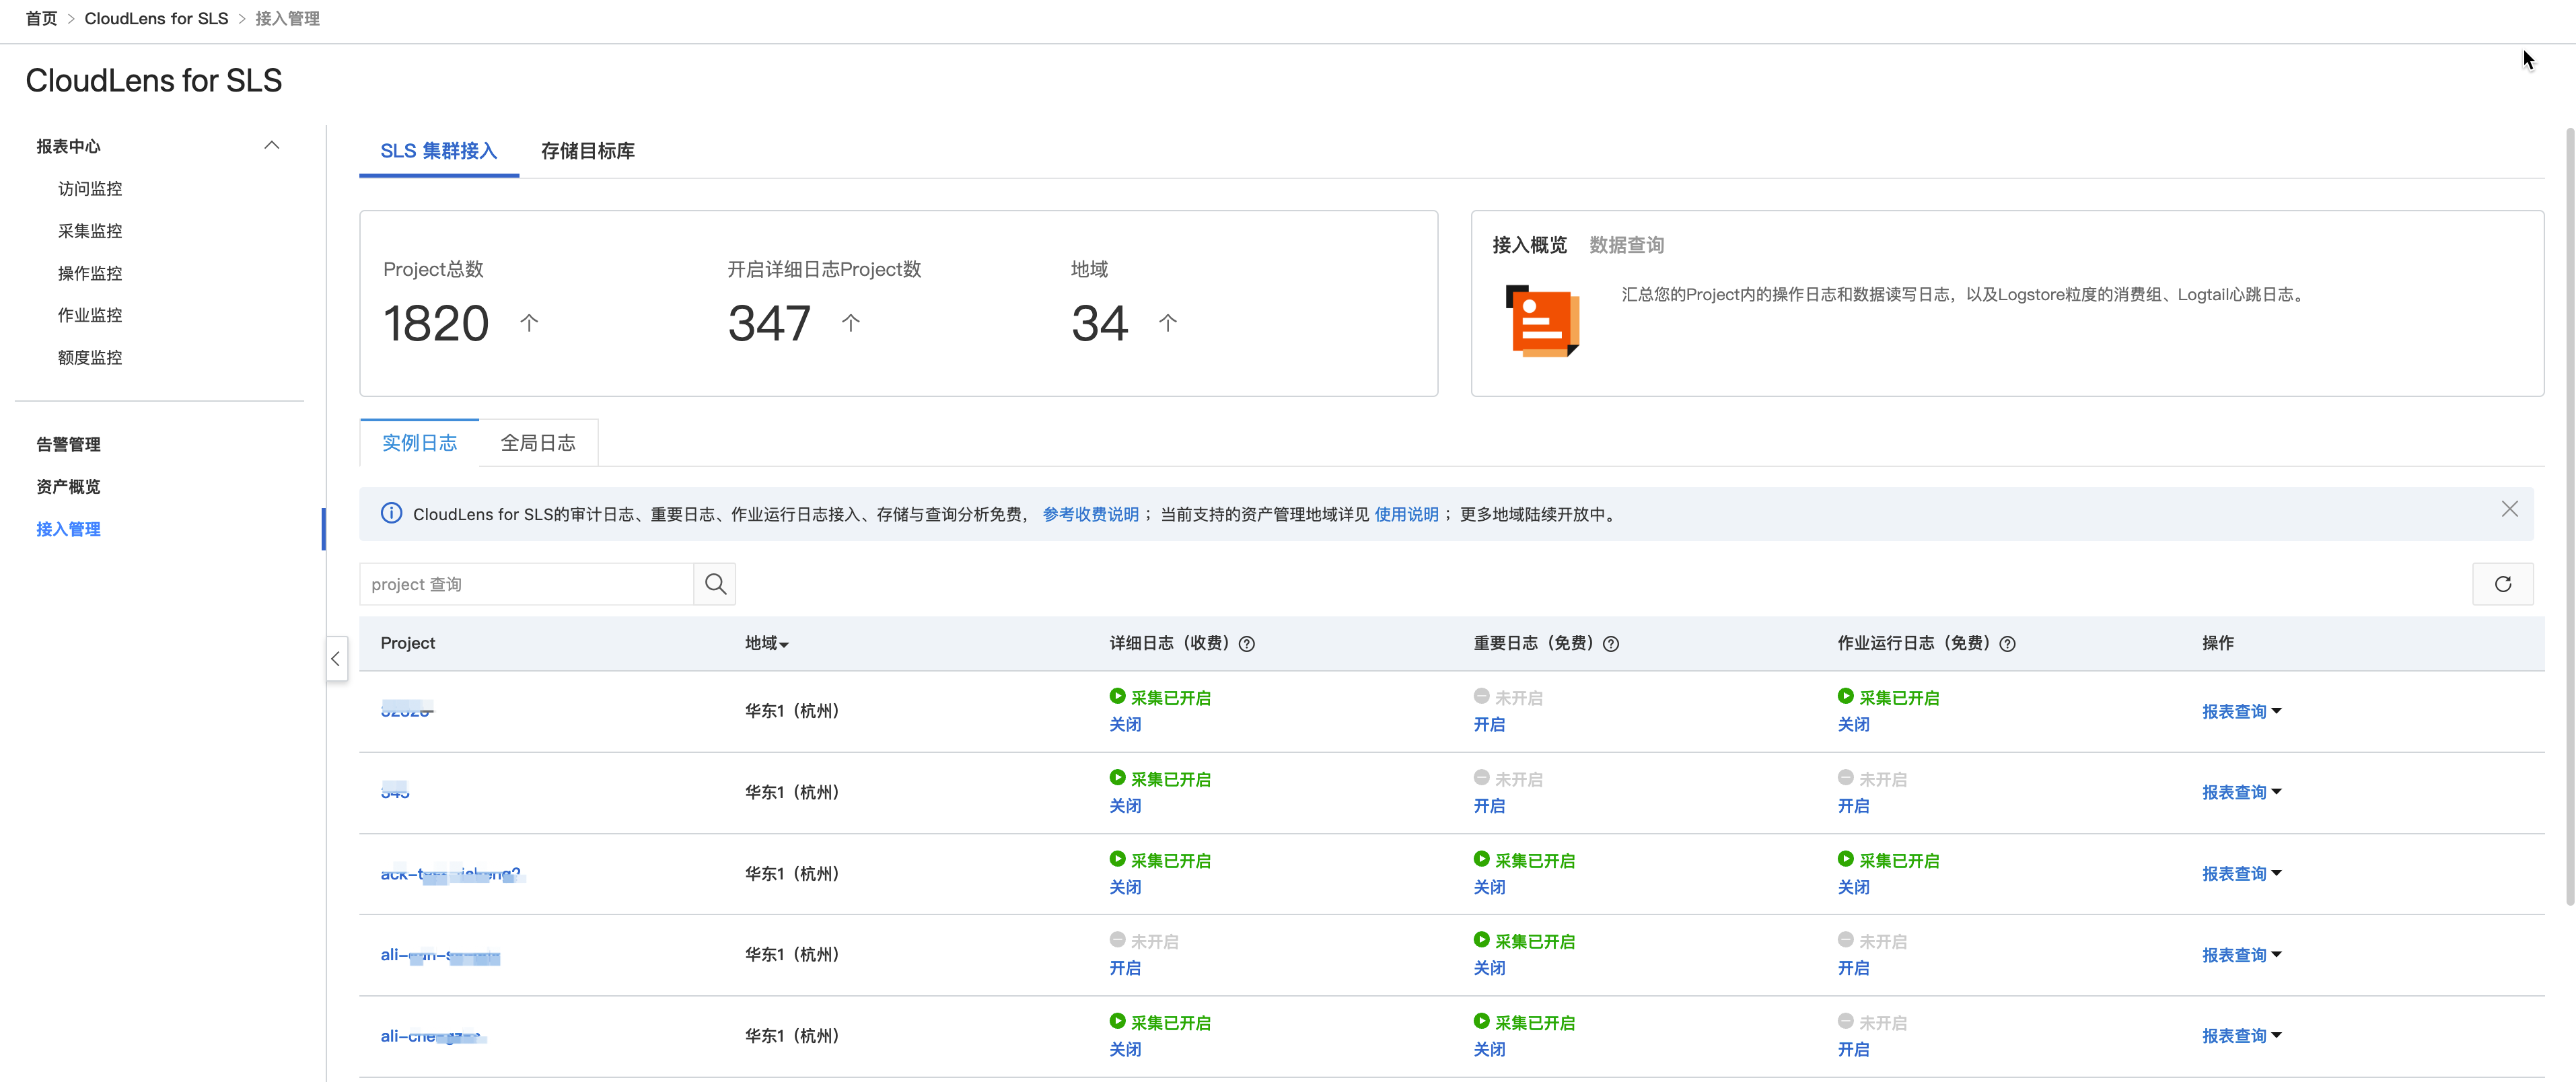 首页 > CloudLens for SLS > 接入管理
CloudLens for SLS
报表中心
访问监控
采集监控
操作监控
作业监控
额度监控
告警管理
资产概览
接入管理
SLS 集群接入 存储目标库
Project总数 开启详细日志Project数 地域
1820 个 347 个 34 个
接入概览 数据查询
汇总您的Project内的操作日志和数据读写日志，以及Logstore粒度的消费组、Logtail心跳日志。
实例日志 全局日志
CloudLens for SLS的审计日志、重要日志、作业运行日志接入、存储与查询分析免费， 参考收费说明； 当前支持的资产管理地域详见 使用说明； 更多地域陆续开放中。
project 查询
Project 地域 详细日志（收费） 重要日志（免费） 作业运行日志（免费） 操作
华东1（杭州） 采集已开启 未开启 采集已开启 报表查询
关闭 开启 关闭
华东1（杭州） 采集已开启 未开启 未开启 报表查询
关闭 开启 开启
华东1（杭州） 采集已开启 采集已开启 采集已开启 报表查询
关闭 关闭 关闭
华东1（杭州） 未开启 采集已开启 未开启 报表查询
开启 关闭 开启
华东1（杭州） 采集已开启 采集已开启 未开启 报表查询
关闭 关闭 开启